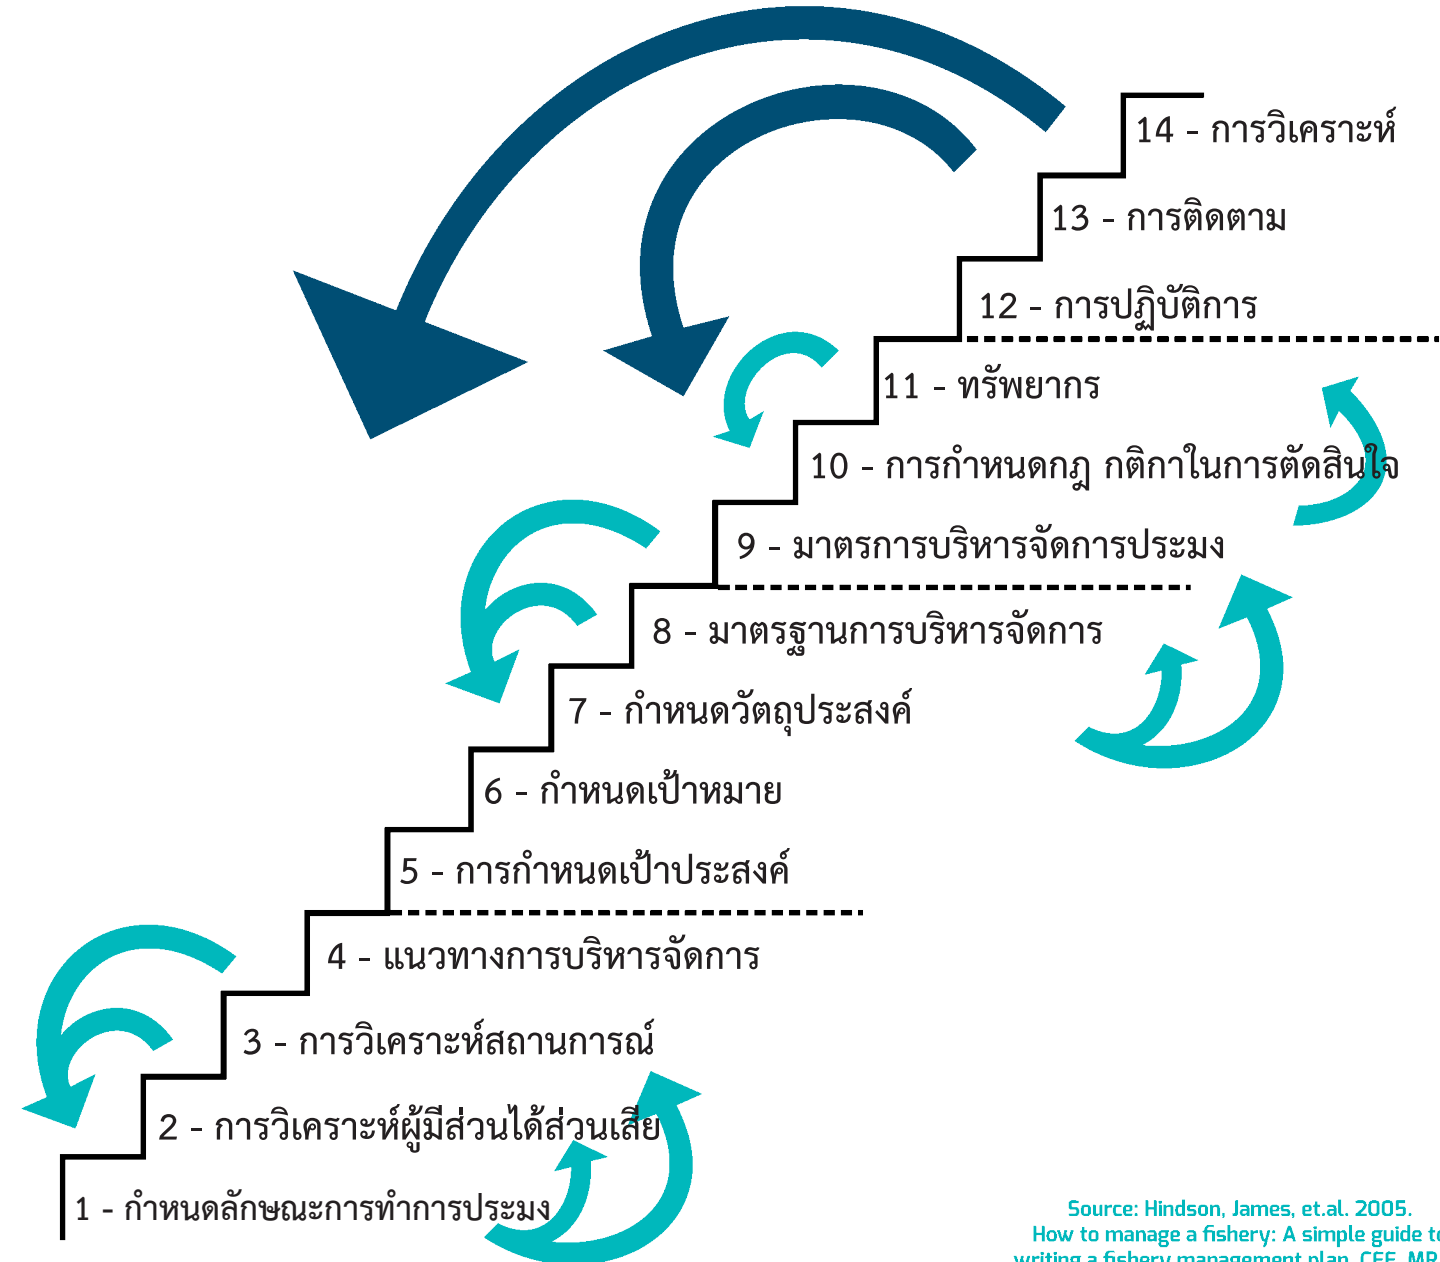 14 - การวิเคราะห์
13 - การติดตาม
12 - การปฏิบัติการ
11 - ทรัพยากร
10 - การกำหนดกฎ กติกาในการตัดสินใจ
9 - มาตรการบริหารจัดการประมง
8 - มาตรฐานการบริหารจัดการ
7 - กำหนดวัตถุประสงค์
6 - กำหนดเป้าหมาย
5 - การกำหนดเป้าประสงค์
4 - แนวทางการบริหารจัดการ
3 - การวิเคราะห์สถานการณ์
2 - การวิเคราะห์ผู้มีส่วนได้ส่วนเสีย
1 - กำหนดลักษณะการทำการประมง
Source: Hindson, James, et.al. 2005.
How to manage a fishery: A simple guide to
writing a fishery management plan. CEE, MR